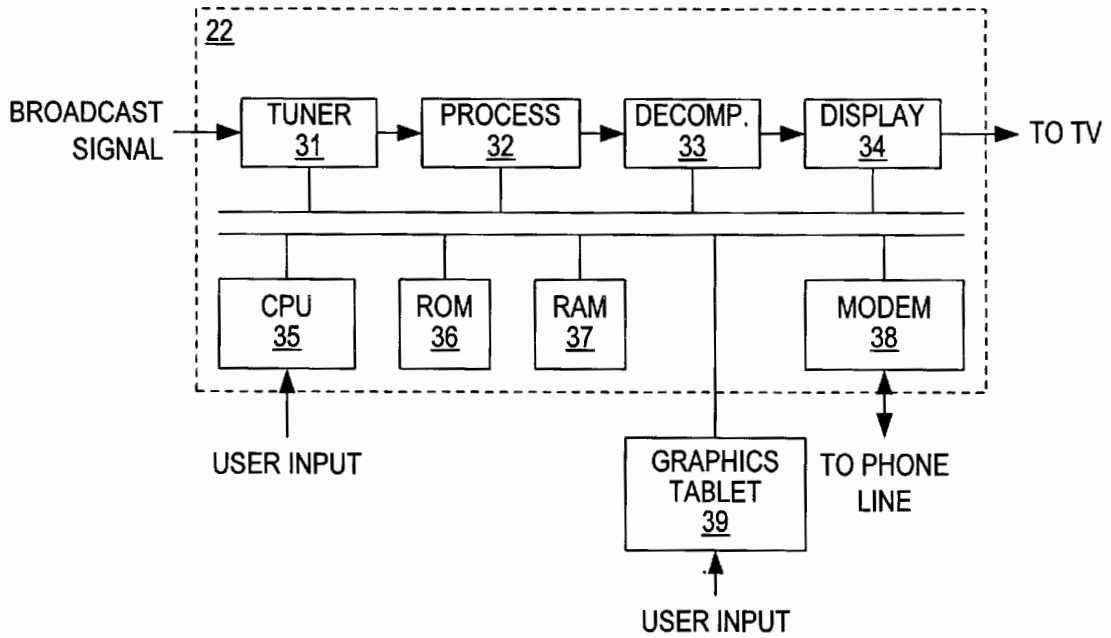 22
BROADCAST
SIGNAL
TUNER
31
PROCESS
32
DECOMP.
33
DISPLAY
34
TO TV
CPU
35
ROM
36
RAM
37
MODEM
38
USER INPUT
GRAPHICS
TABLET
39
TO PHONE
LINE
USER INPUT